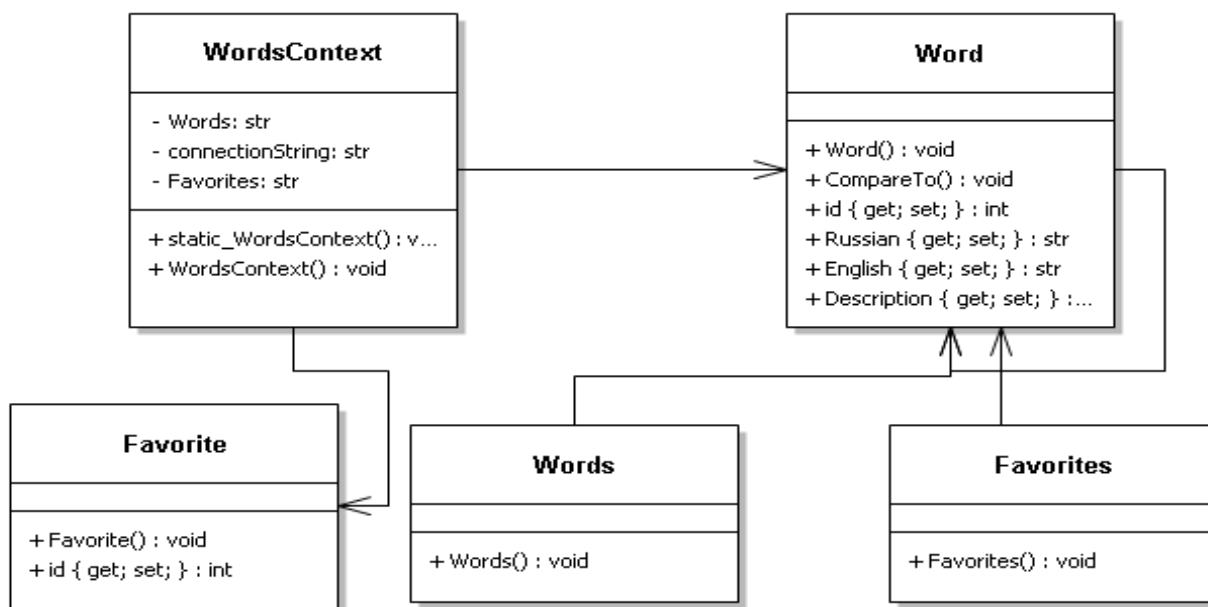 WordsContext
- Words: str
- connectionString: str
- Favorites: str
+ static_WordsContext() : v...
+ WordsContext() : void
Word
+ Word() : void
+ CompareTo() : void
+ id { get; set; } : int
+ Russian { get; set; } : str
+ English { get; set; } : str
+ Description { get; set; } :...
Favorite
+ Favorite() : void
+ id { get; set; } : int
Words
+ Words() : void
Favorites
+ Favorites() : void